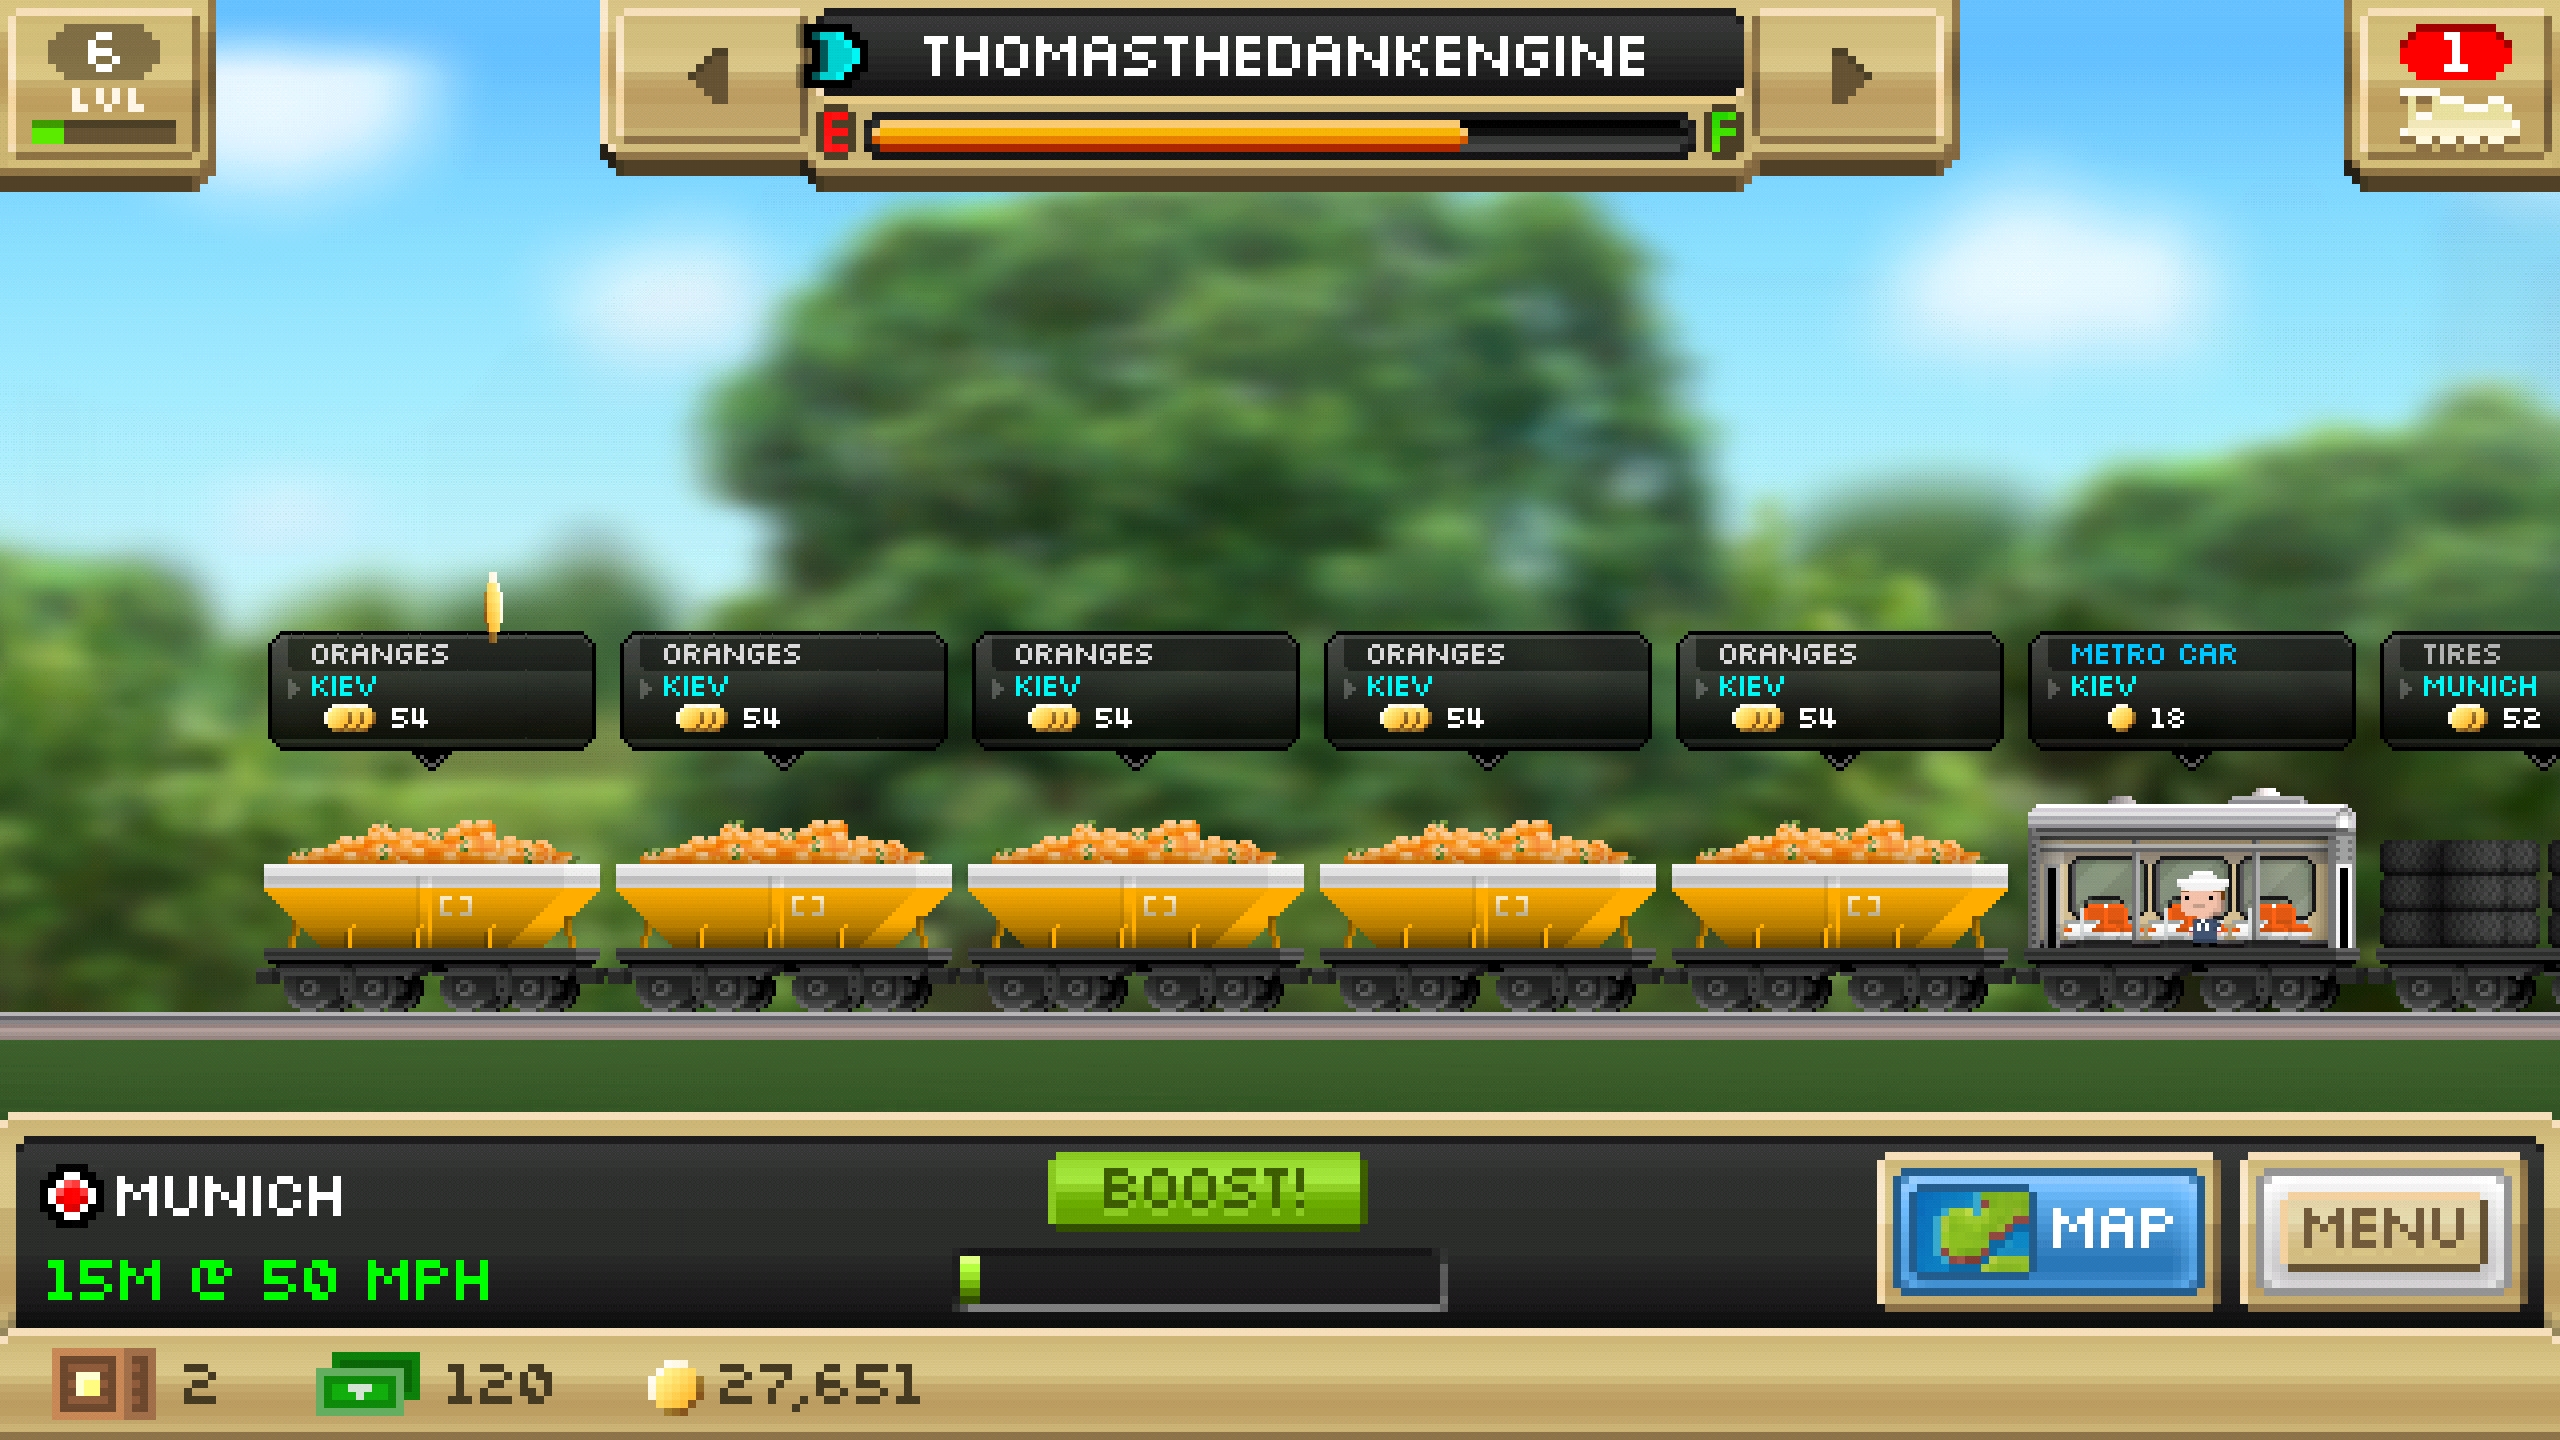 6
LVL
THOMASTHEDANKENGINE
E
F
1
ORANGES
KIEV
54
ORANGES
KIEV
54
ORANGES
KIEV
54
ORANGES
KIEV
54
ORANGES
KIEV
54
METRO CAR
KIEV
18
TIRES
MUNICH
52
MUNICH
15M @ 50 MPH
BOOST!
MAP
MENU
2
120
27,651